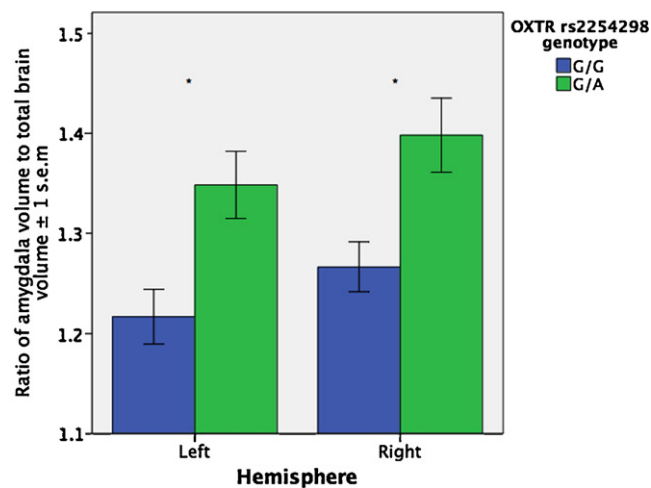 OXTR rs2254298
genotype
G/G
G/A
*
*
1.5
1.4
1.3
1.2
1.1
Ratio of amygdala volume to total brain
volume ± 1 s.e.m
Left
Right
Hemisphere